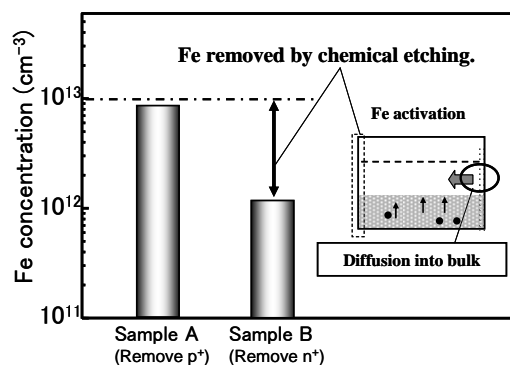 Fe concentration (cm⁻³)
10¹³
10¹²
10¹¹
Fe removed by chemical etching.
Fe activation
Diffusion into bulk
Sample A
(Remove p⁺)
Sample B
(Remove n⁺)